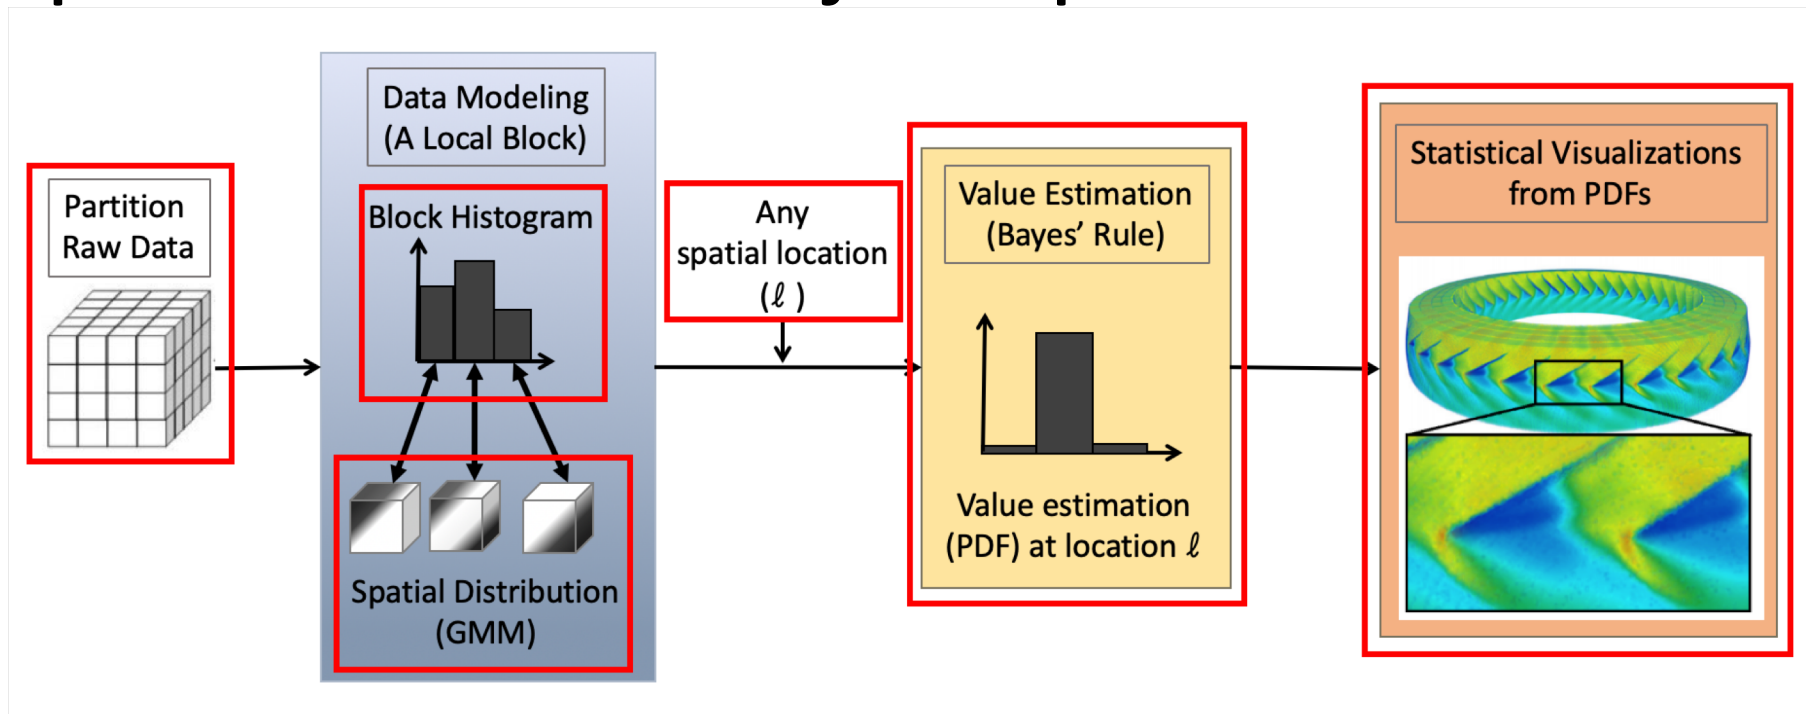 Partition
Raw Data
Data Modeling
(A Local Block)
Block Histogram
Spatial Distribution
(GMM)
Any
spatial location
(ℓ )
Value Estimation
(Bayes’ Rule)
Value estimation
(PDF) at location ℓ
Statistical Visualizations
from PDFs